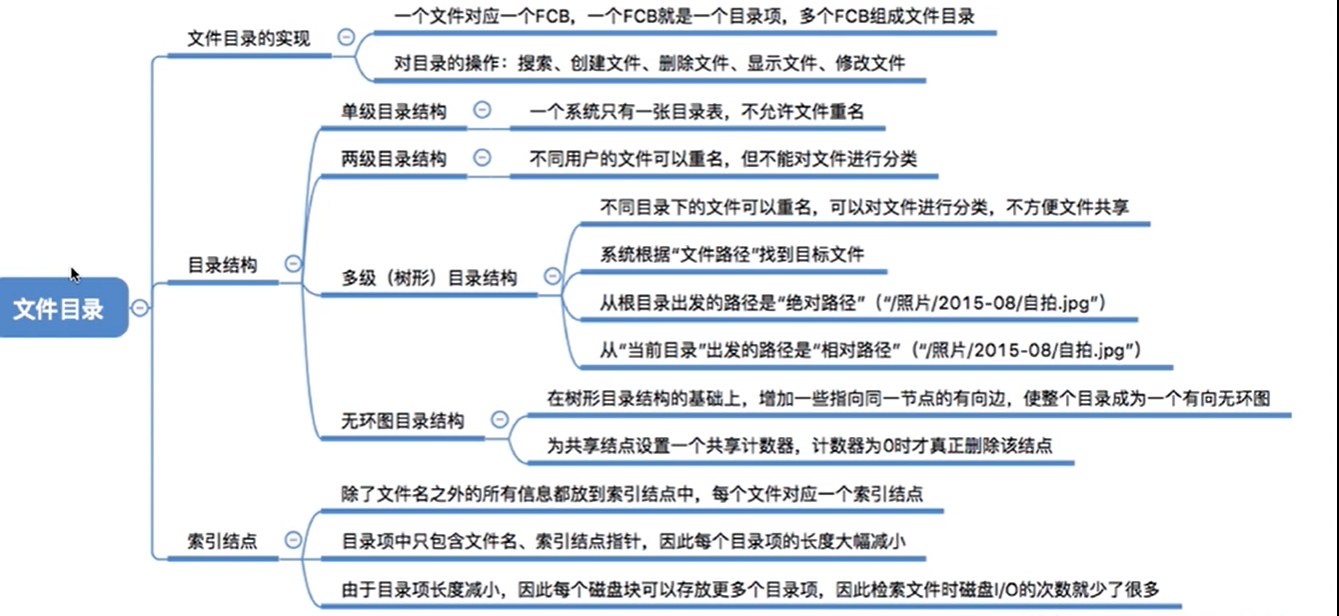 文件目录
文件目录的实现
一个文件对应一个FCB，一个FCB就是一个目录项，多个FCB组成文件目录
对目录的操作：搜索、创建文件、删除文件、显示文件、修改文件
目录结构
单级目录结构
一个系统只有一张目录表，不允许文件重名
两级目录结构
不同用户的文件可以重名，但不能对文件进行分类
多级（树形）目录结构
不同目录下的文件可以重名，可以对文件进行分类，不方便文件共享
系统根据“文件路径”找到目标文件
从根目录出发的路径是“绝对路径”（“/照片/2015-08/自拍.jpg”）
从“当前目录”出发的路径是“相对路径”（“/照片/2015-08/自拍.jpg”）
无环图目录结构
在树形目录结构的基础上，增加一些指向同一节点的有向边，使整个目录成为一个有向无环图
为共享结点设置一个共享计数器，计数器为0时才真正删除该结点
索引结点
除了文件名之外的所有信息都放到索引结点中，每个文件对应一个索引结点
目录项中只包含文件名、索引结点指针，因此每个目录项的长度大幅减小
由于目录项长度减小，因此每个磁盘块可以存放更多个目录项，因此检索文件时磁盘I/O的次数就少了很多